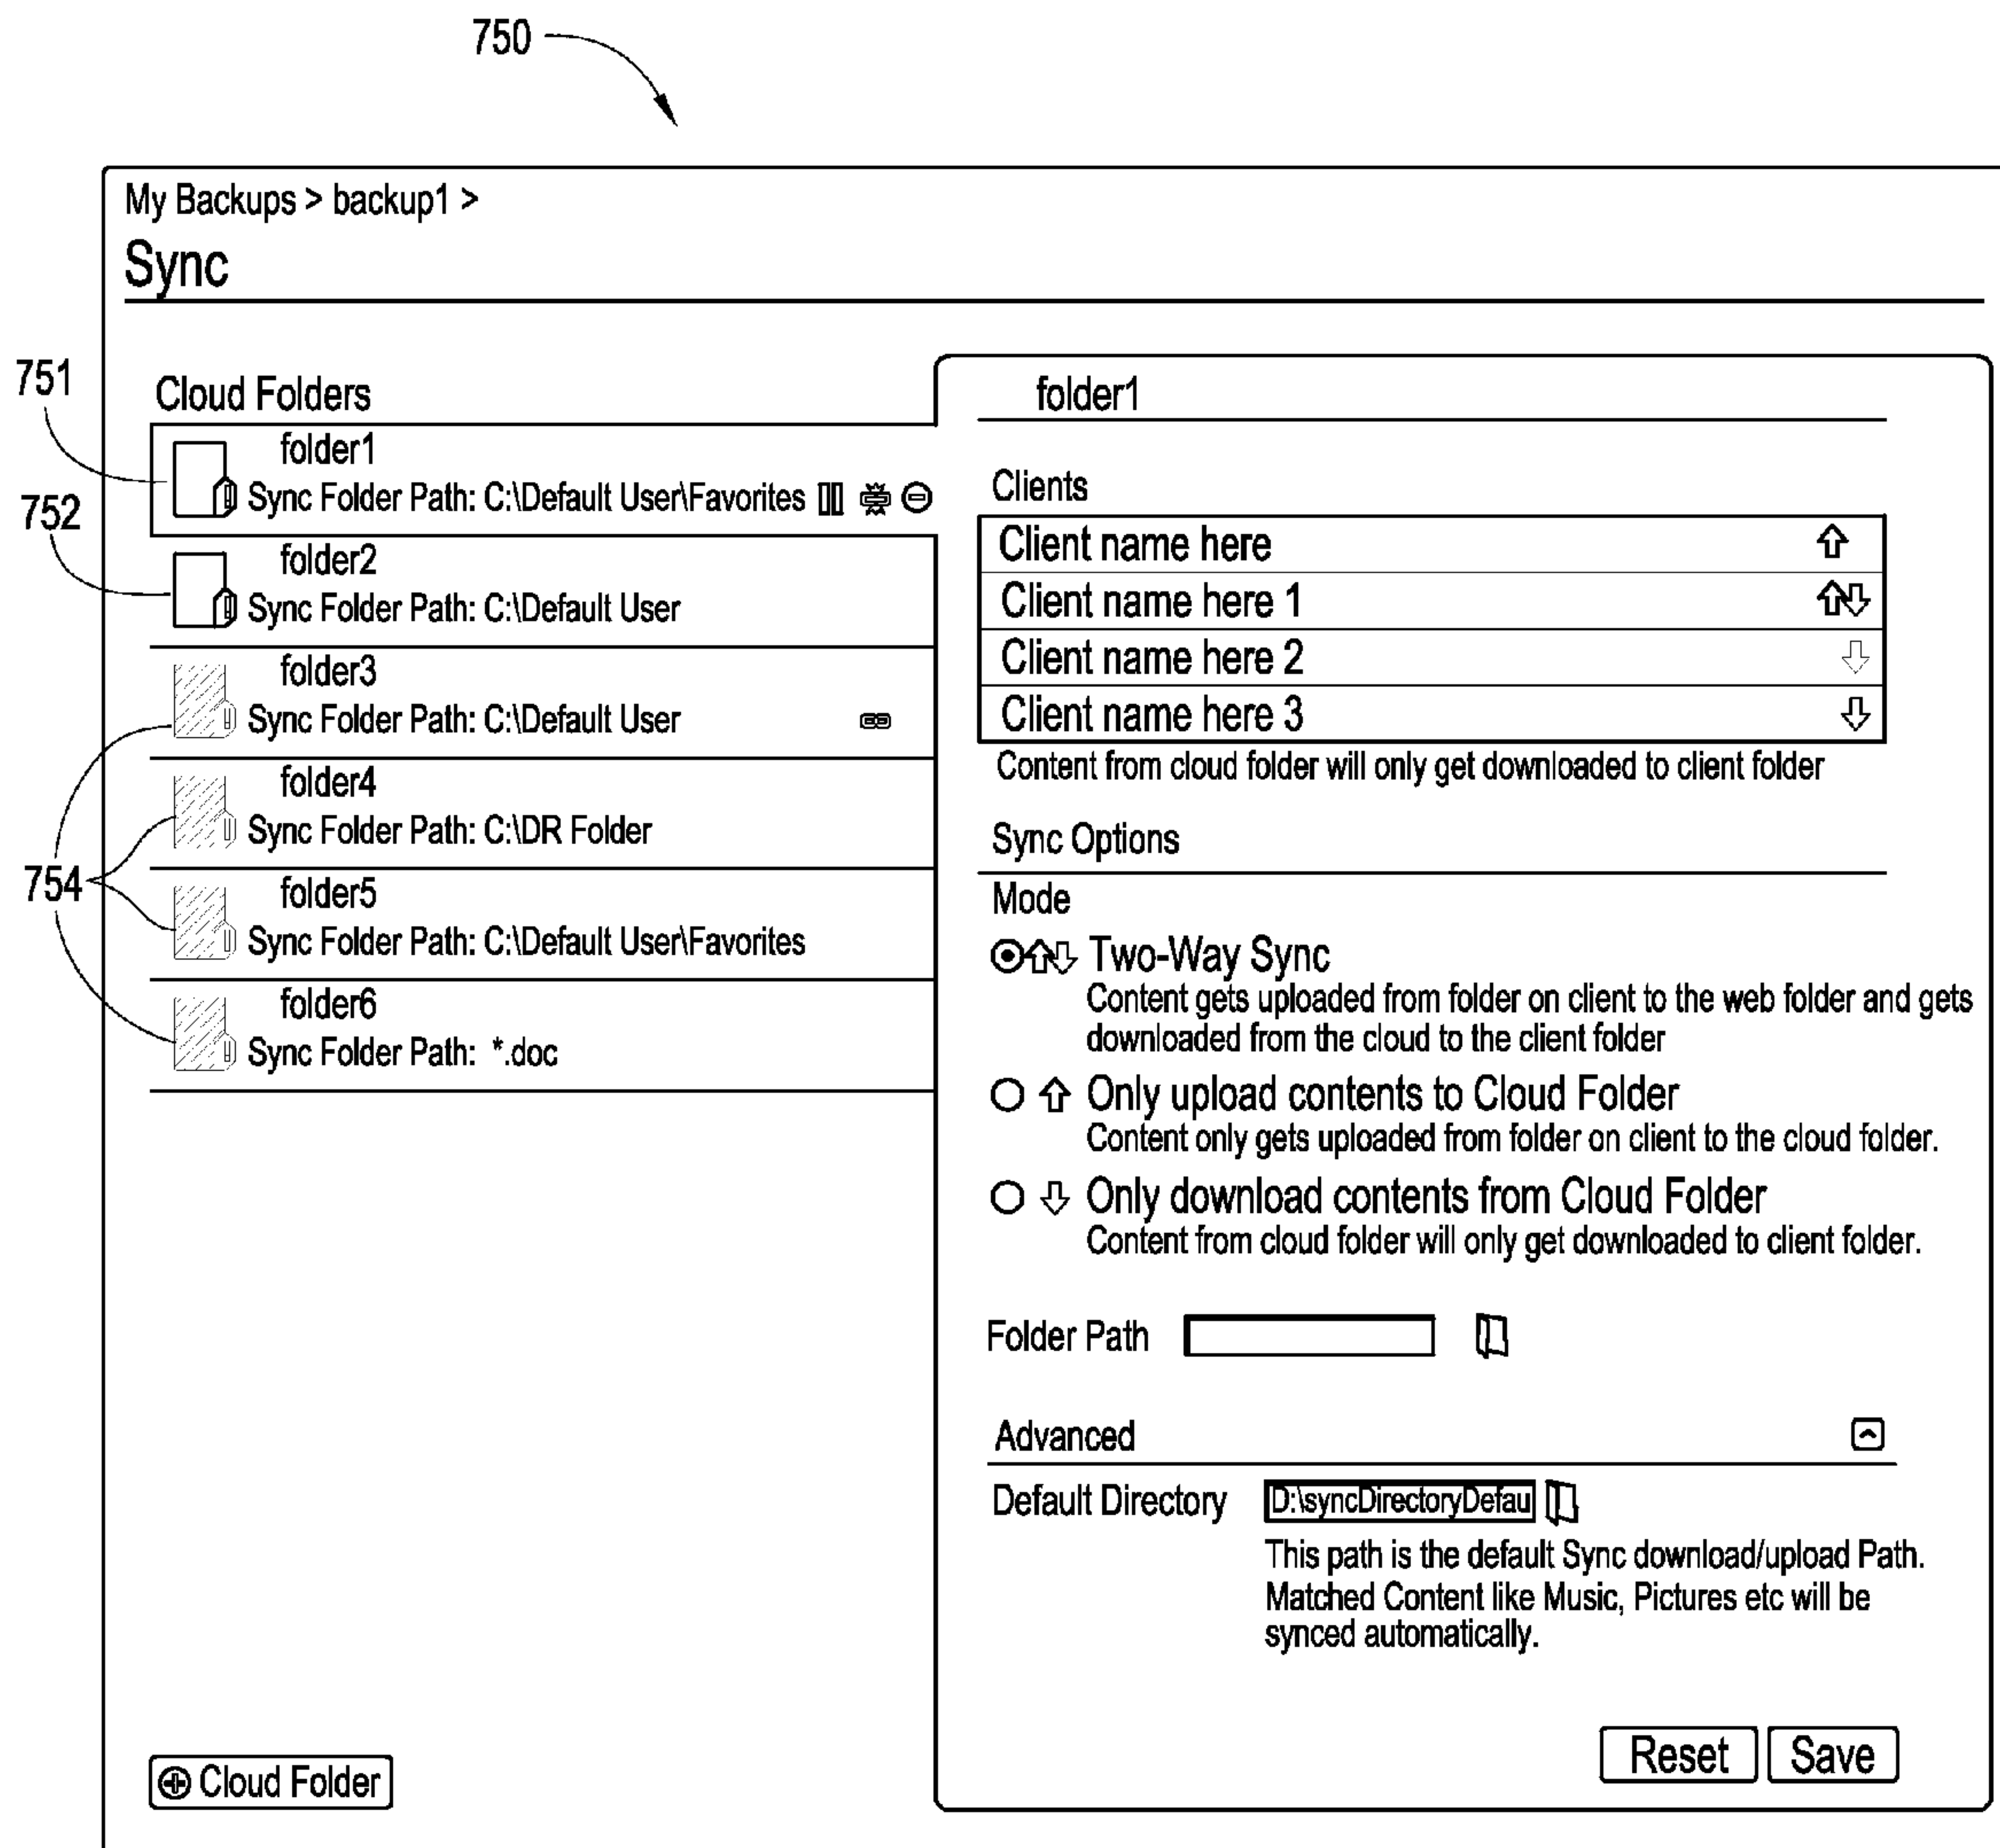 750
My Backups > backup1 >
Sync
751
752
754
Cloud Folders
folder1
Sync Folder Path: C:\Default User\Favorites
folder2
Sync Folder Path: C:\Default User
folder3
Sync Folder Path: C:\Default User
folder4
Sync Folder Path: C:\DR Folder
folder5
Sync Folder Path: C:\Default User\Favorites
folder6
Sync Folder Path: *.doc
Cloud Folder
folder1
Clients
Client name here
Client name here 1
Client name here 2
Client name here 3
Content from cloud folder will only get downloaded to client folder
Sync Options
Mode
Two-Way Sync
Content gets uploaded from folder on client to the web folder and gets
downloaded from the cloud to the client folder
Only upload contents to Cloud Folder
Content only gets uploaded from folder on client to the cloud folder.
Only download contents from Cloud Folder
Content from cloud folder will only get downloaded to client folder.
Folder Path
Advanced
Default Directory D:\syncDirectoryDefau
This path is the default Sync download/upload Path.
Matched Content like Music, Pictures etc will be
synced automatically.
Reset Save